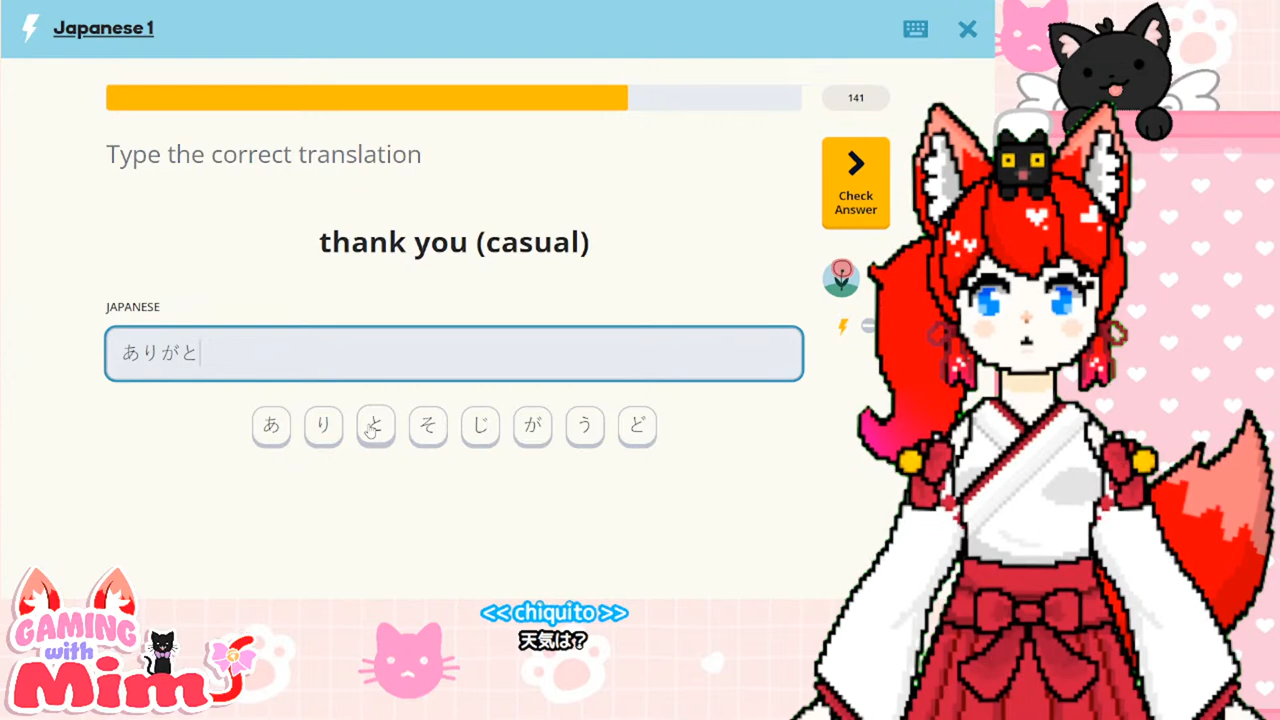 Japanese 1
141
Type the correct translation
Check
Answer
thank you (casual)
JAPANESE
ありがと
あ り と そ じ が う ど
<< chiquito >>
天気は?
GAMING
with
Mim